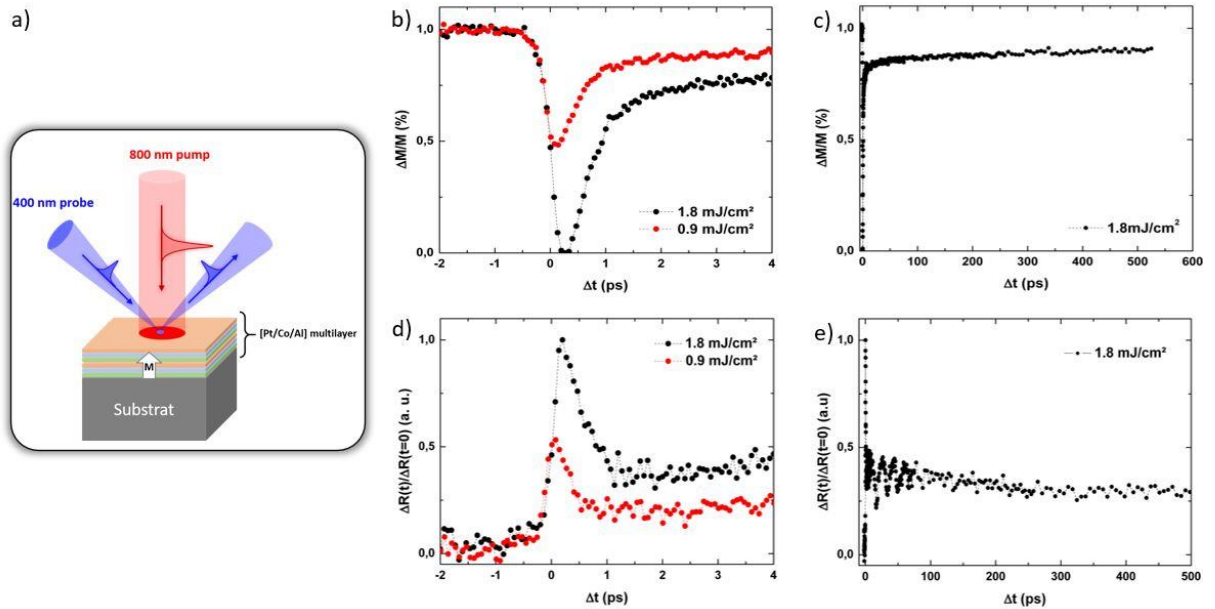 a)
800 nm pump
400 nm probe
[Pt/Co/Al] multilayer
M
Substrat
b)
ΔM/M (%)
1,0
0,5
0,0
1.8 mJ/cm²
0.9 mJ/cm²
-2 -1 0 1 2 3 4
Δt (ps)
c)
ΔM/M (%)
1,0
0,5
0,0
1.8mJ/cm²
0 100 200 300 400 500 600
Δt (ps)
d)
ΔR(t)/ΔR(t=0) (a. u.)
1,0
0,5
0,0
1.8 mJ/cm²
0.9 mJ/cm²
-2 -1 0 1 2 3 4
Δt (ps)
e)
ΔR(t)/ΔR(t=0) (a.u)
1,0
0,5
0,0
1.8 mJ/cm²
0 100 200 300 400 500
Δt (ps)